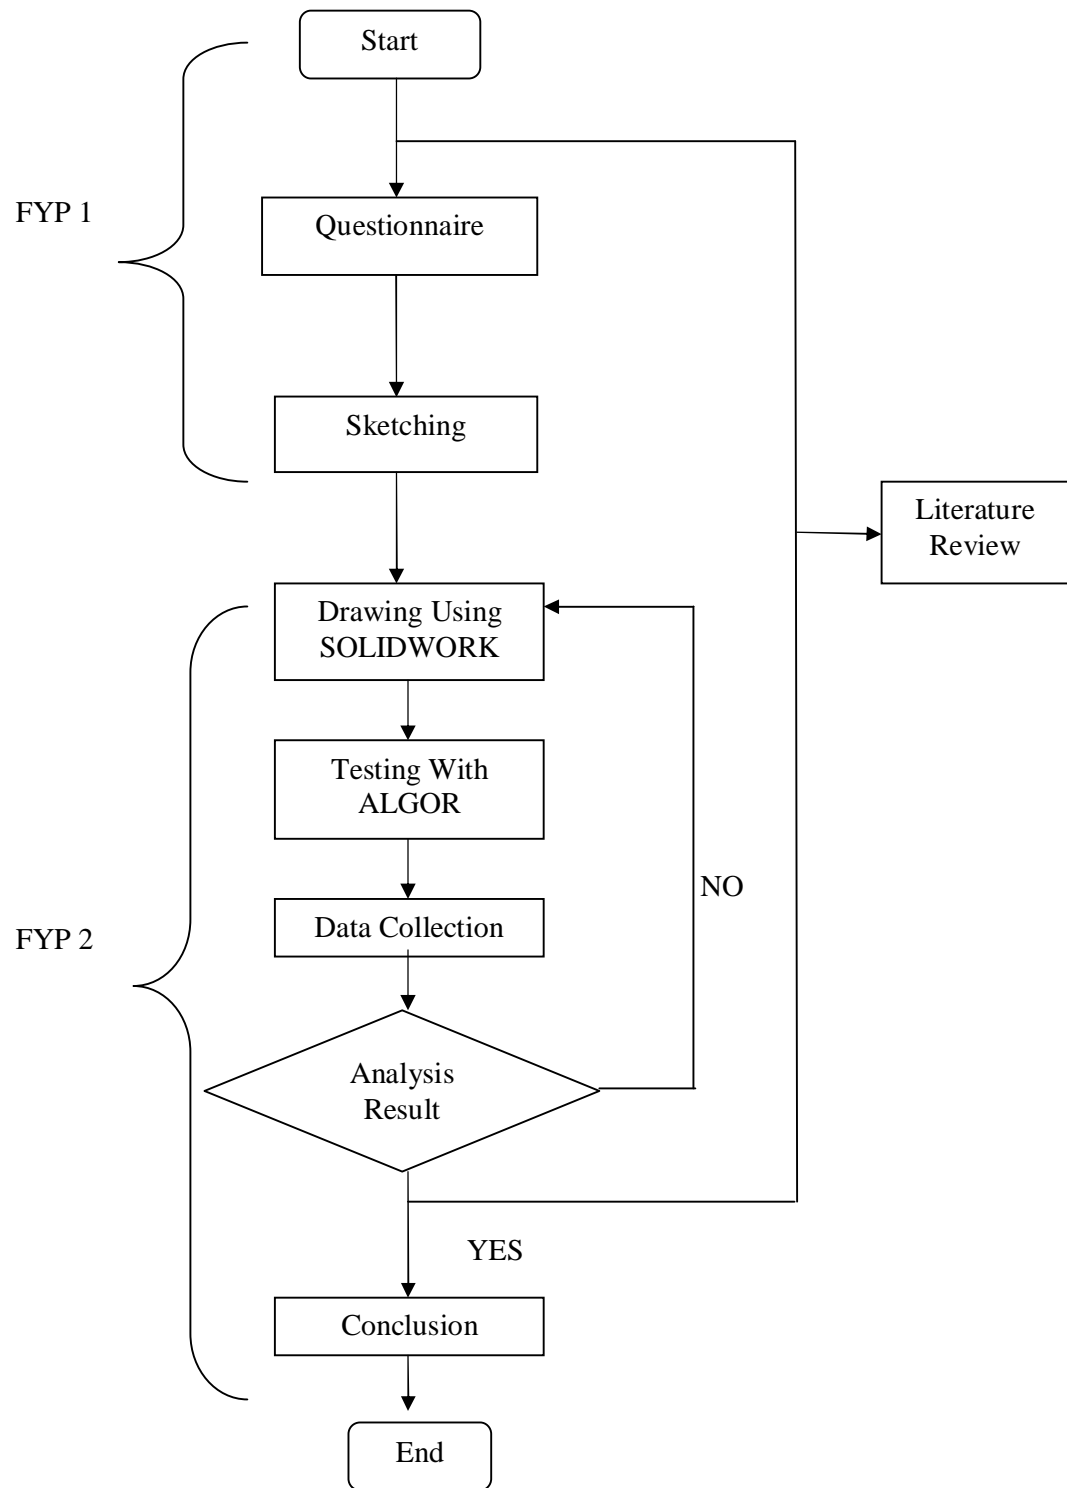 Start
FYP 1
Questionnaire
Sketching
Literature
Review
Drawing Using
SOLIDWORK
Testing With
ALGOR
NO
Data Collection
FYP 2
Analysis
Result
YES
Conclusion
End